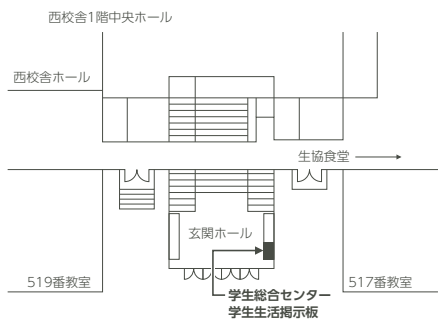 西校舎1階中央ホール
西校舎ホール
生協食堂
玄関ホール
519番教室
517番教室
学生総合センター
学生生活掲示板